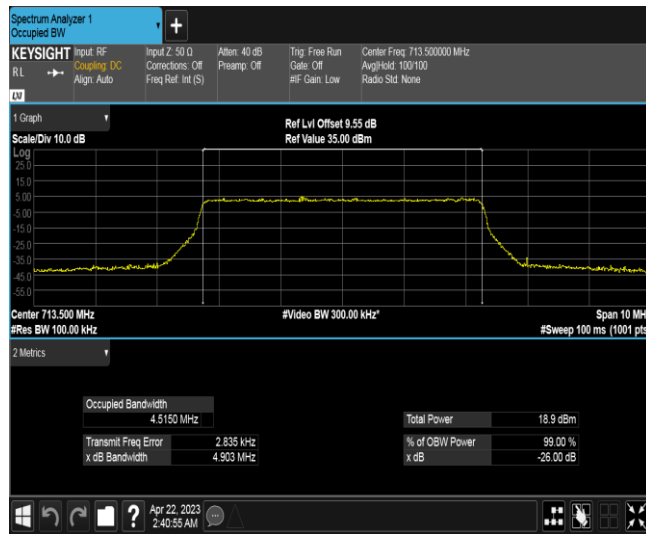 Spectrum Analyzer 1
Occupied BW
+
KEYSIGHT Input: RF Input Z: 50 Ω Atten: 40 dB Trig: Free Run Center Freq: 713.500000 MHz
RL Coupling: DC Corrections: Off Preamp: Off Gate: Off Avg|Hold: 100/100
Align: Auto Freq Ref: Int (S) #IF Gain: Low Radio Std: None
LXI
1 Graph
Ref Lvl Offset 9.55 dB
Scale/Div 10.0 dB Ref Value 35.00 dBm
Log
25.0
15.0
5.00
-5.00
-15.0
-25.0
-35.0
-45.0
-55.0
Center 713.500 MHz #Video BW 300.00 kHz* Span 10 MH
#Res BW 100.00 kHz #Sweep 100 ms (1001 pts
2 Metrics
Occupied Bandwidth
4.5150 MHz Total Power 18.9 dBm
Transmit Freq Error 2.835 kHz % of OBW Power 99.00 %
x dB Bandwidth 4.903 MHz x dB -26.00 dB
? Apr 22, 2023
2:40:55 AM